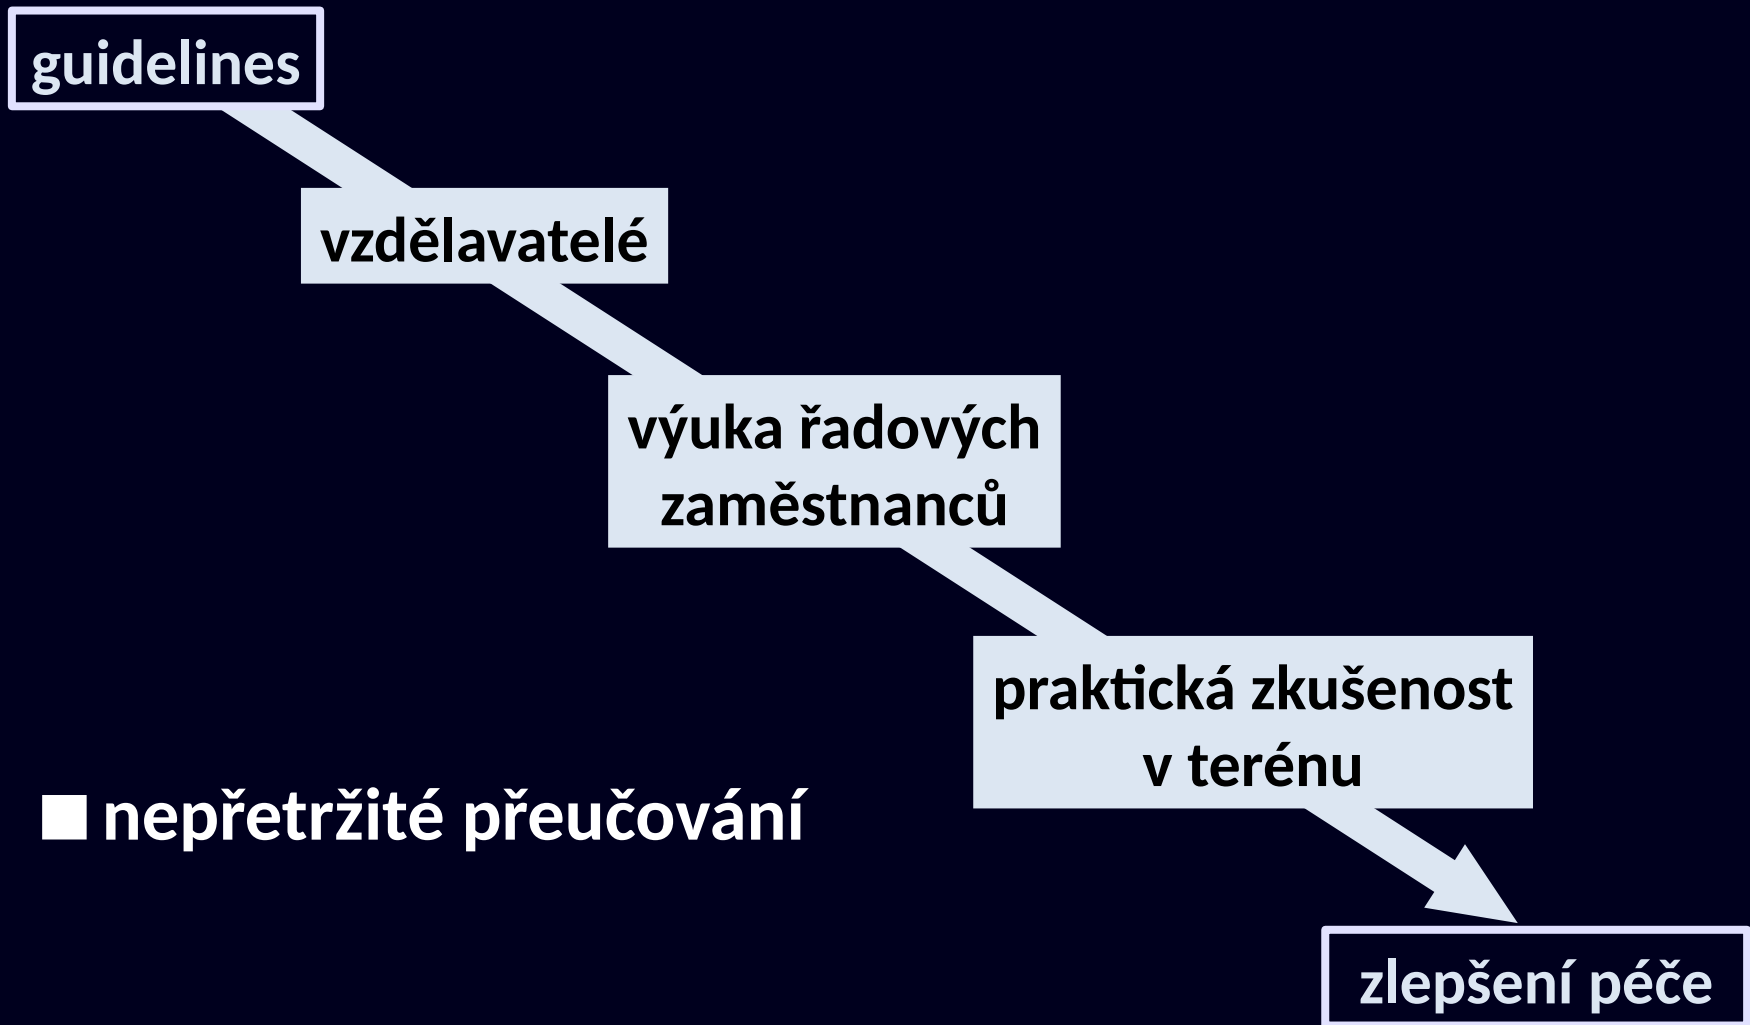 guidelines
vzdělavatelé
výuka řadových
zaměstnanců
praktická zkušenost
v terénu
nepřetržité přeučování
zlepšení péče